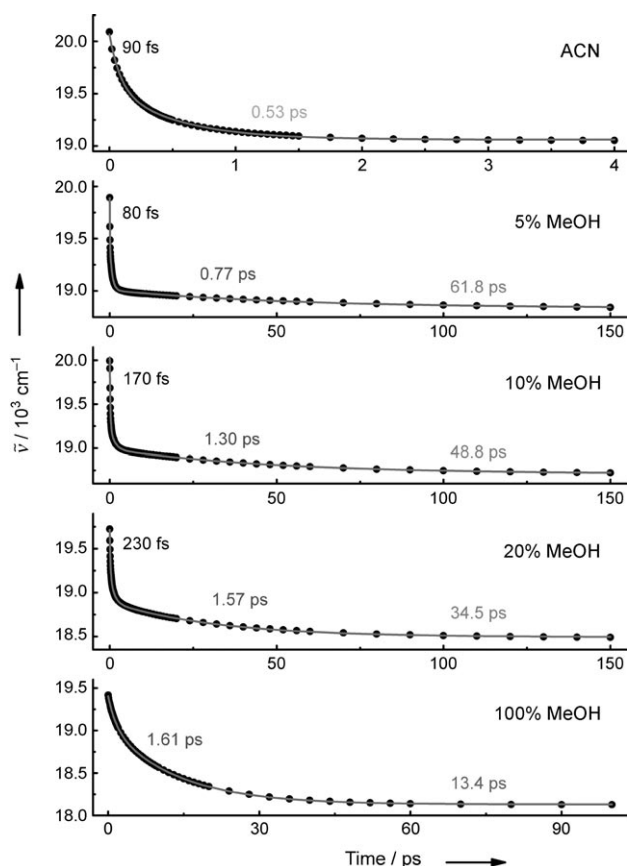 20.0
19.5
19.0
90 fs
0.53 ps
ACN
0 1 2 3 4
20.0
19.5
19.0
80 fs
0.77 ps
61.8 ps
5% MeOH
0 50 100 150
20.0
19.5
19.0
170 fs
1.30 ps
48.8 ps
10% MeOH
0 50 100 150
19.5
19.0
18.5
230 fs
1.57 ps
34.5 ps
20% MeOH
0 50 100 150
19.5
19.0
18.5
18.0
1.61 ps
13.4 ps
100% MeOH
0 30 60 90
ν̃ / 10³ cm⁻¹ →
Time / ps →